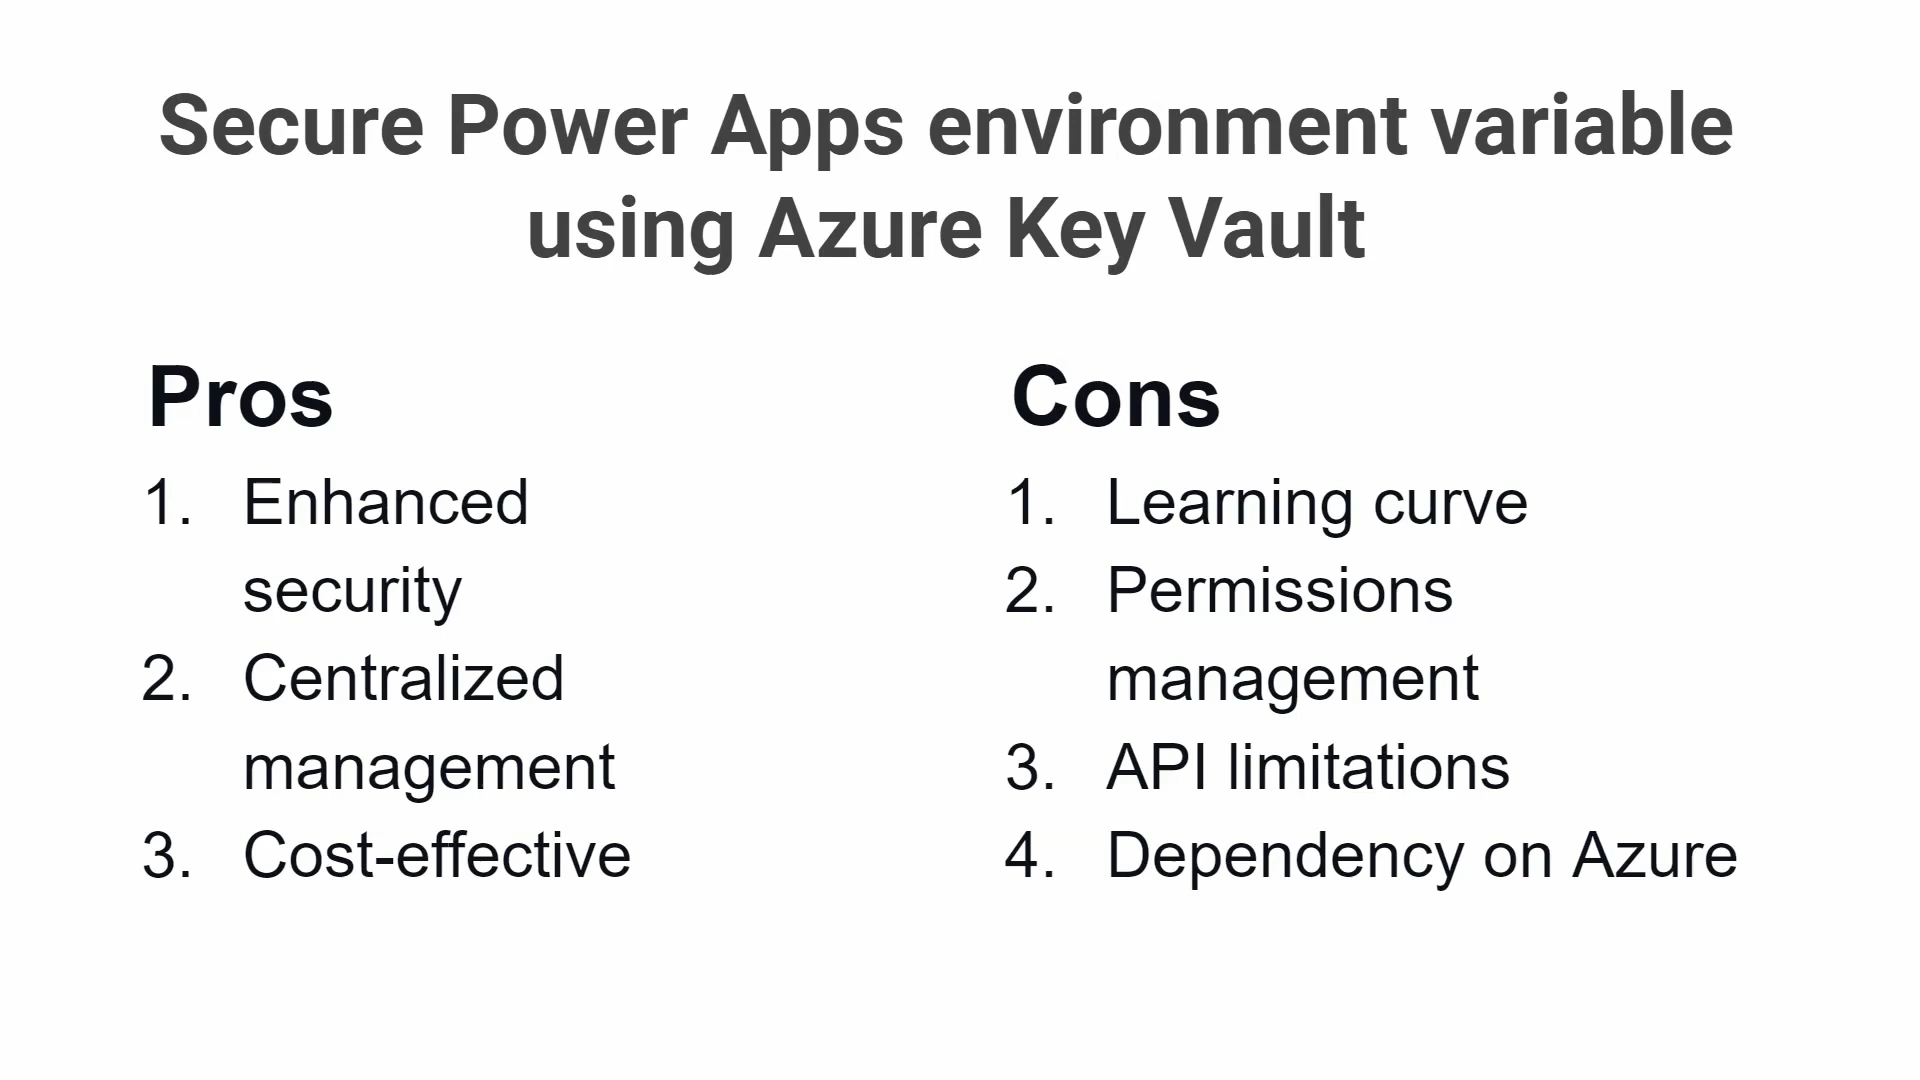 Secure Power Apps environment variable
using Azure Key Vault
Pros
1. Enhanced
security
2. Centralized
management
3. Cost-effective
Cons
1. Learning curve
2. Permissions
management
3. API limitations
4. Dependency on Azure